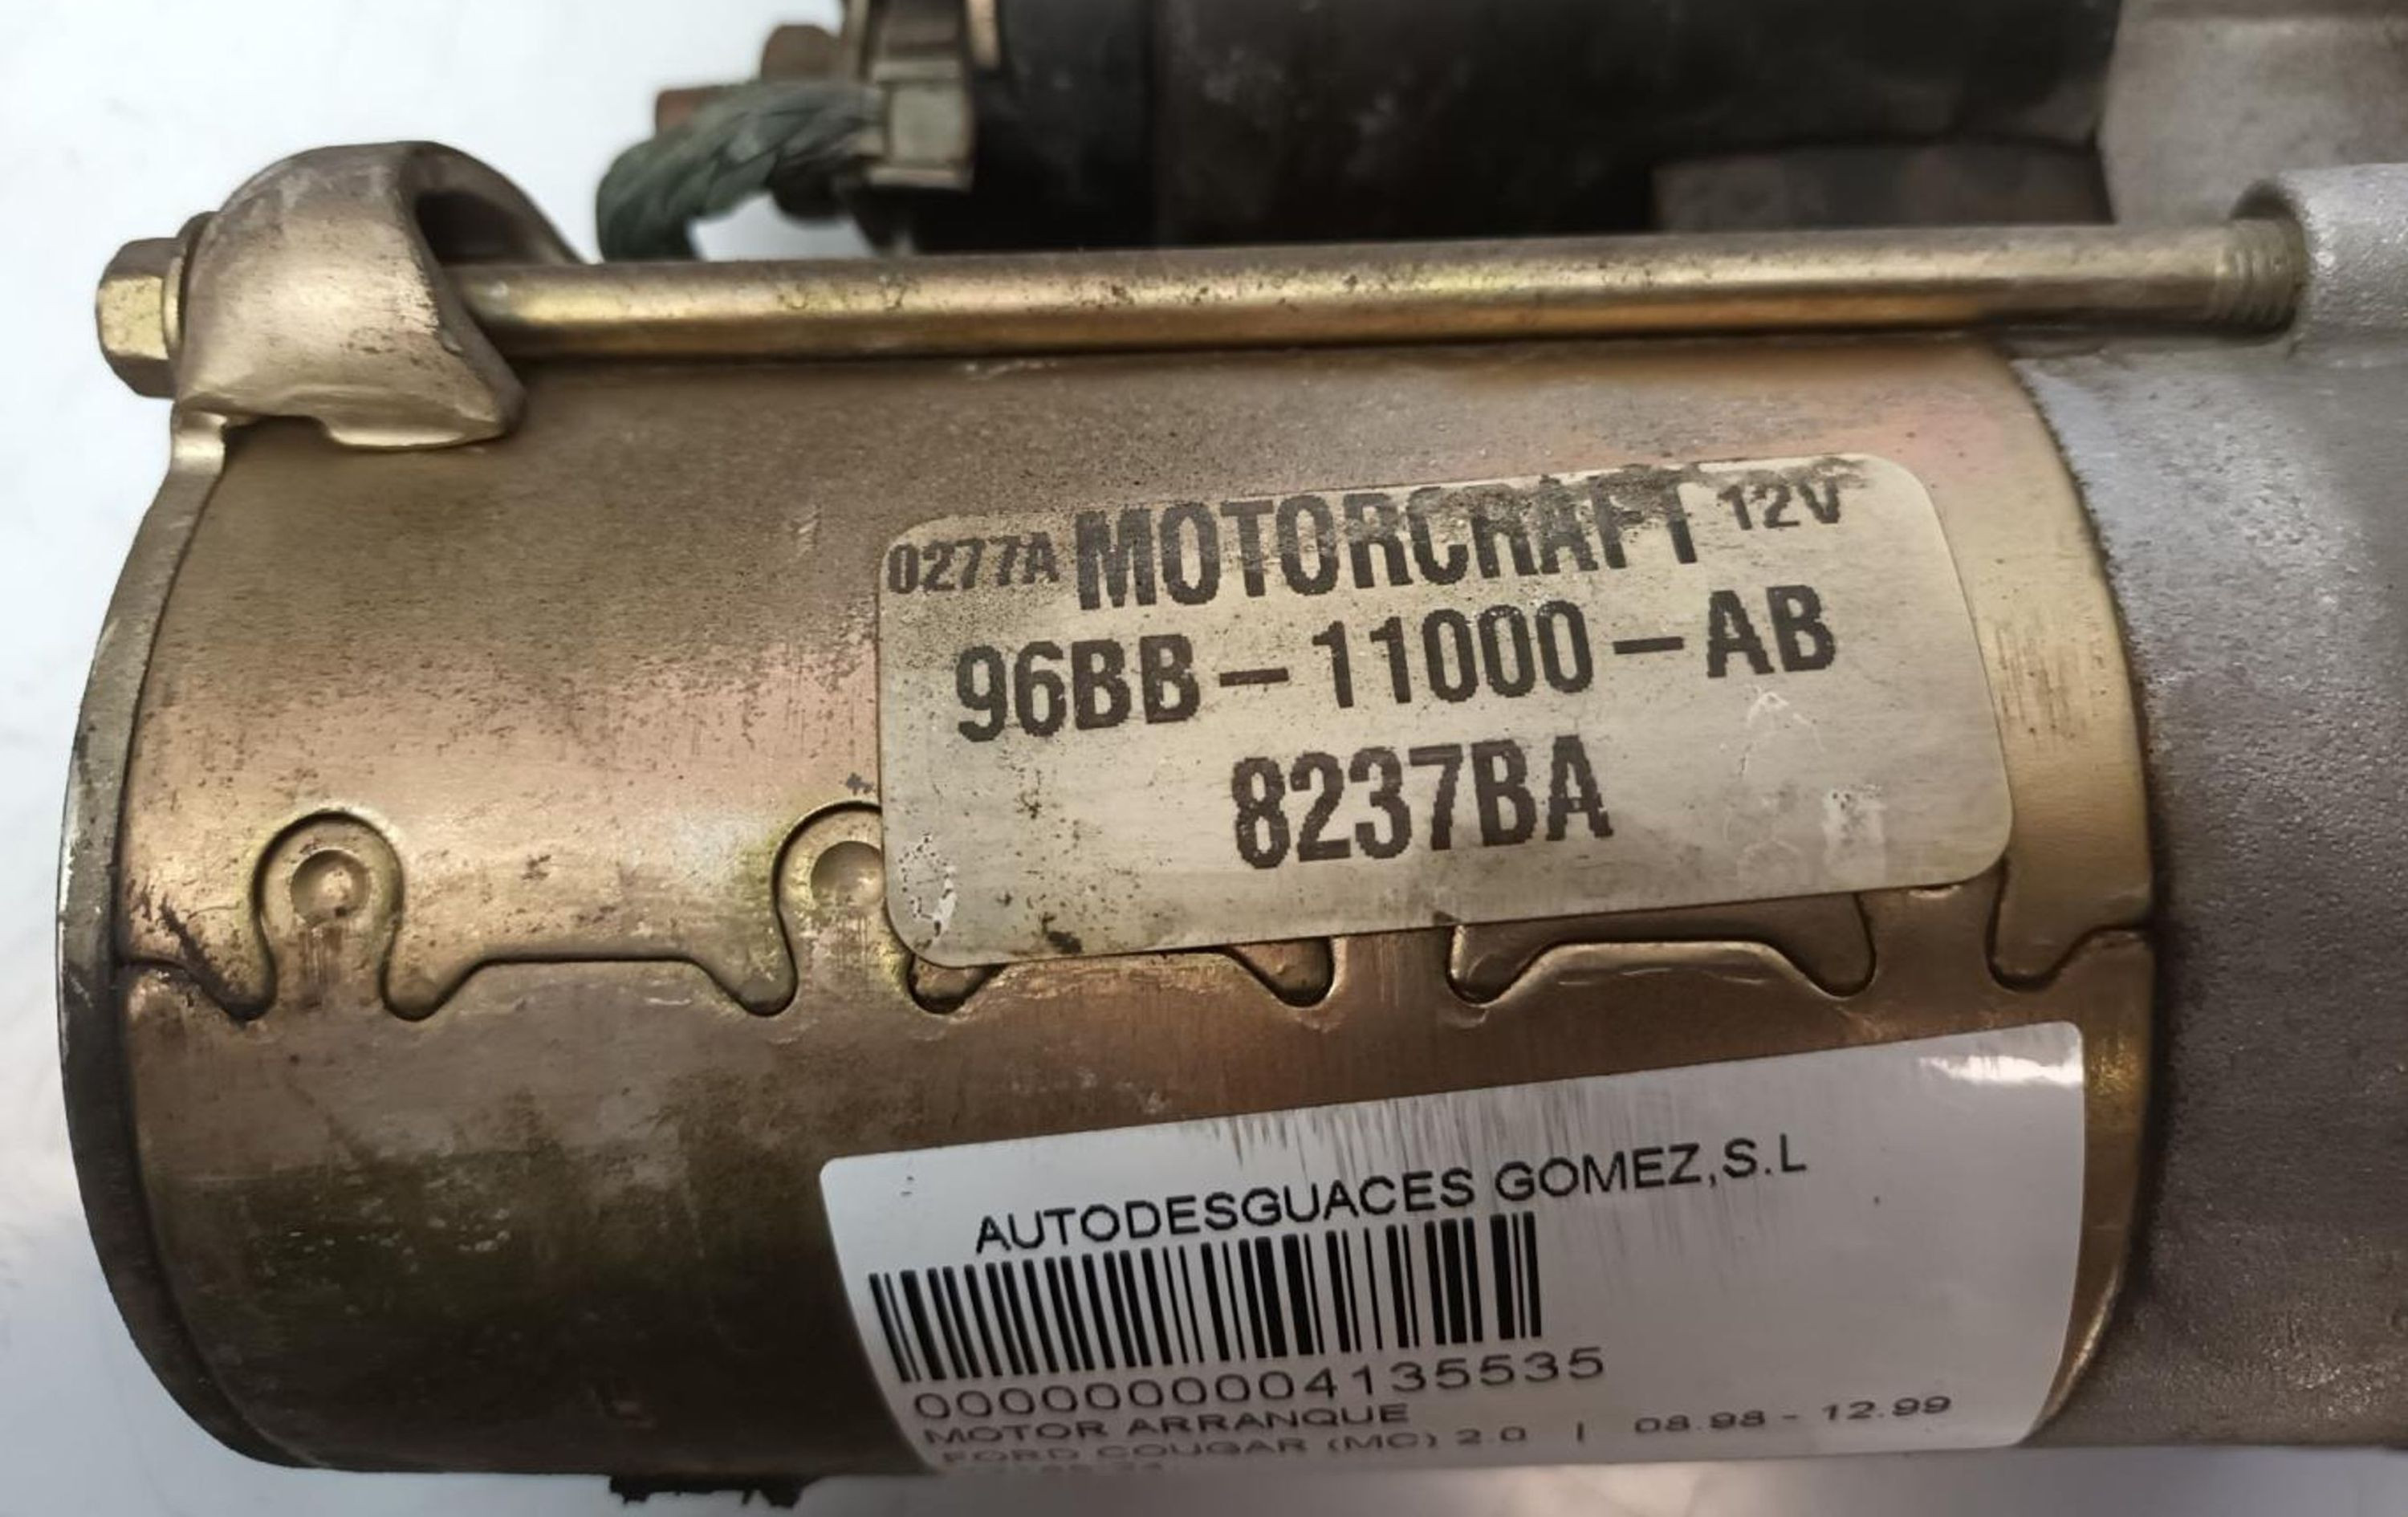 0277A MOTORCRAFT 12V
96BB-11000-AB
8237BA
AUTODESGUACES GOMEZ,S.L
0000000004135535
MOTOR ARRANQUE
FORD COUGAR (MC) 2.0 | 08.98 - 12.99